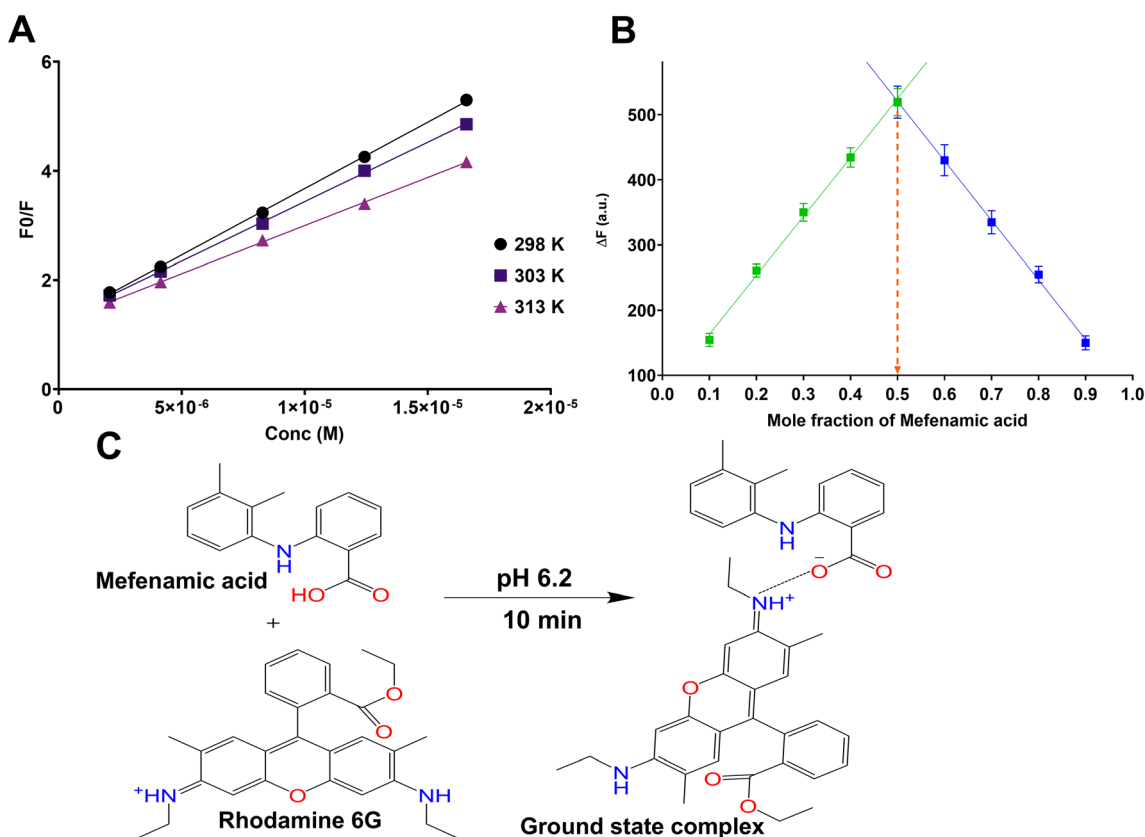 A
F0/F
6
4
2
0
0
5×10⁻⁶
1×10⁻⁵
1.5×10⁻⁵
2×10⁻⁵
Conc (M)
298 K
303 K
313 K
B
ΔF (a.u.)
500
400
300
200
100
0.0
0.1
0.2
0.3
0.4
0.5
0.6
0.7
0.8
0.9
1.0
Mole fraction of Mefenamic acid
C
N
H
HO
O
Mefenamic acid
+
O
O
+HN
O
NH
Rhodamine 6G
pH 6.2
10 min
N
H
−
O
O
NH+
O
N
H
O
O
Ground state complex